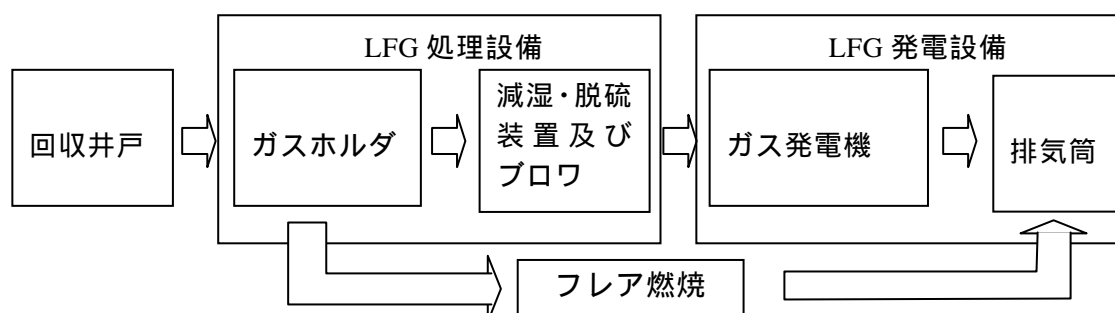 LFG 処理設備
LFG 発電設備
回収井戸
ガスホルダ
減湿・脱硫
装置及び
ブロワ
ガス発電機
排気筒
フレア燃焼